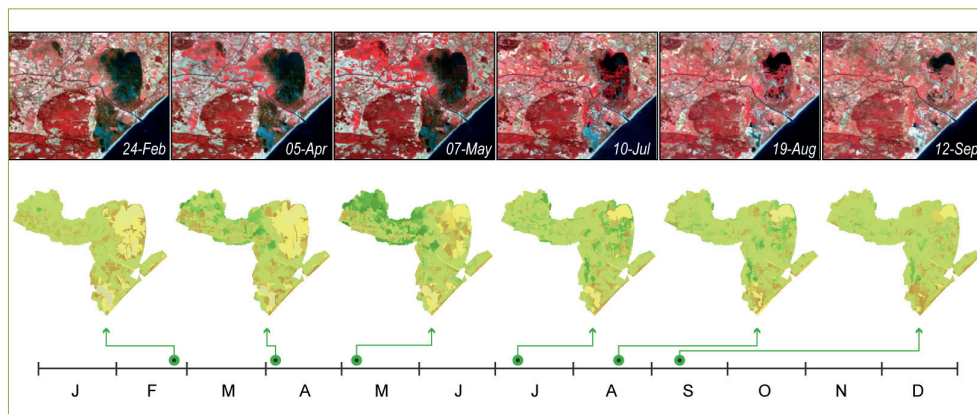 24-Feb 05-Apr 07-May 10-Jul 19-Aug 12-Sep
J F M A M J J A S O N D